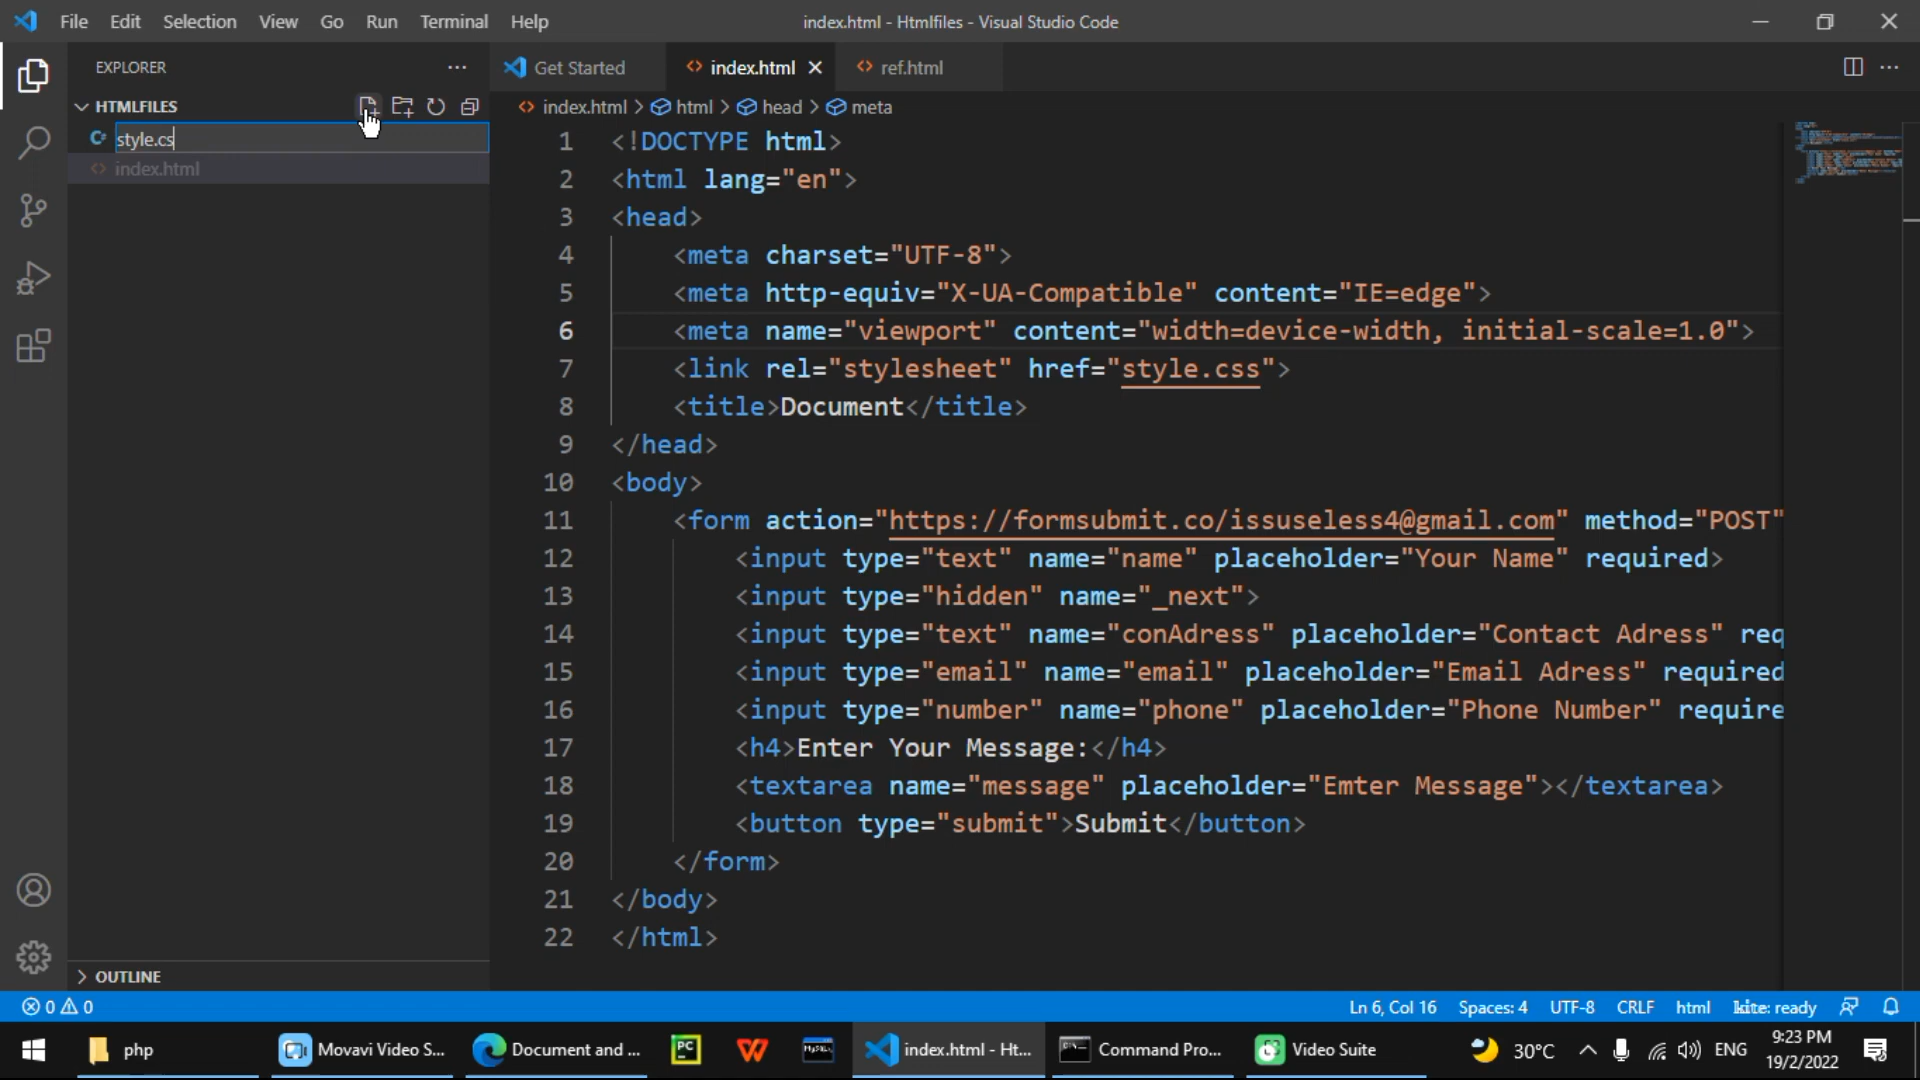 File Edit Selection View Go Run Terminal Help
index.html - Htmlfiles - Visual Studio Code
EXPLORER
Get Started
index.html
ref.html
HTMLFILES
index.html > html > head > meta
style.cs
index.html
1 <!DOCTYPE html>
2 <html lang="en">
3 <head>
4 <meta charset="UTF-8">
5 <meta http-equiv="X-UA-Compatible" content="IE=edge">
6 <meta name="viewport" content="width=device-width, initial-scale=1.0">
7 <link rel="stylesheet" href="style.css">
8 <title>Document</title>
9 </head>
10 <body>
11 <form action="https://formsubmit.co/issuseless4@gmail.com" method="POST"
12 <input type="text" name="name" placeholder="Your Name" required>
13 <input type="hidden" name="_next">
14 <input type="text" name="conAdress" placeholder="Contact Adress" req
15 <input type="email" name="email" placeholder="Email Adress" required
16 <input type="number" name="phone" placeholder="Phone Number" require
17 <h4>Enter Your Message:</h4>
18 <textarea name="message" placeholder="Emter Message"></textarea>
19 <button type="submit">Submit</button>
20 </form>
21 </body>
22 </html>
OUTLINE
0 0
Ln 6, Col 16 Spaces: 4 UTF-8 CRLF html kite: ready
php
Movavi Video S...
Document and ...
PC
MySQL
index.html - Ht...
Command Pro...
Video Suite
30°C
ENG
9:23 PM
19/2/2022